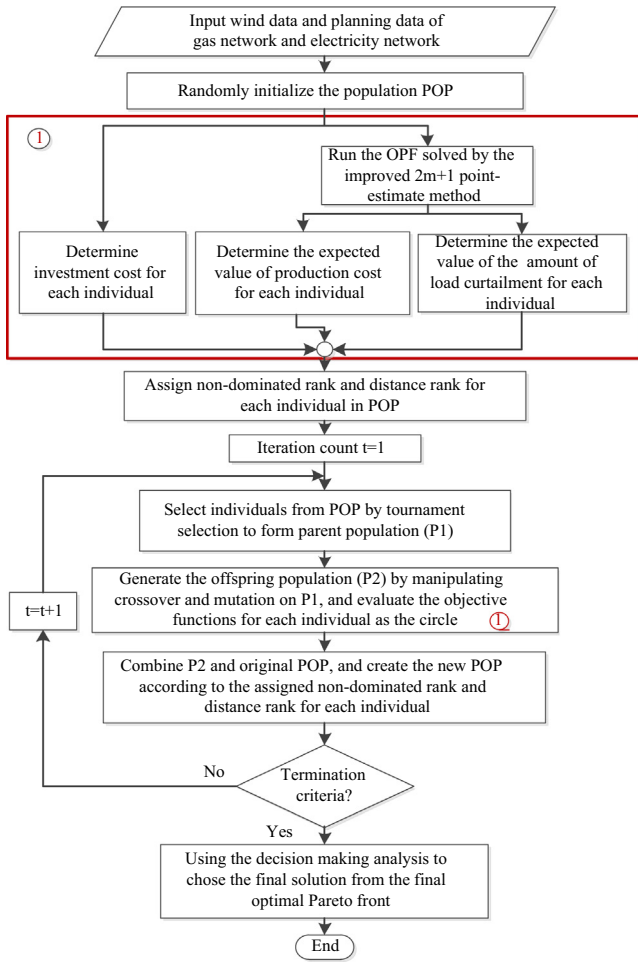 Input wind data and planning data of
gas network and electricity network
Randomly initialize the population POP
1
Run the OPF solved by the
improved 2m+1 point-
estimate method
Determine
investment cost for
each individual
Determine the expected
value of production cost
for each individual
Determine the expected
value of the amount of
load curtailment for each
individual
Assign non-dominated rank and distance rank for
each individual in POP
Iteration count t=1
Select individuals from POP by tournament
selection to form parent population (P1)
Generate the offspring population (P2) by manipulating
crossover and mutation on P1, and evaluate the objective
functions for each individual as the circle 1
t=t+1
Combine P2 and original POP, and create the new POP
according to the assigned non-dominated rank and
distance rank for each individual
No
Termination
criteria?
Yes
Using the decision making analysis to
chose the final solution from the final
optimal Pareto front
End